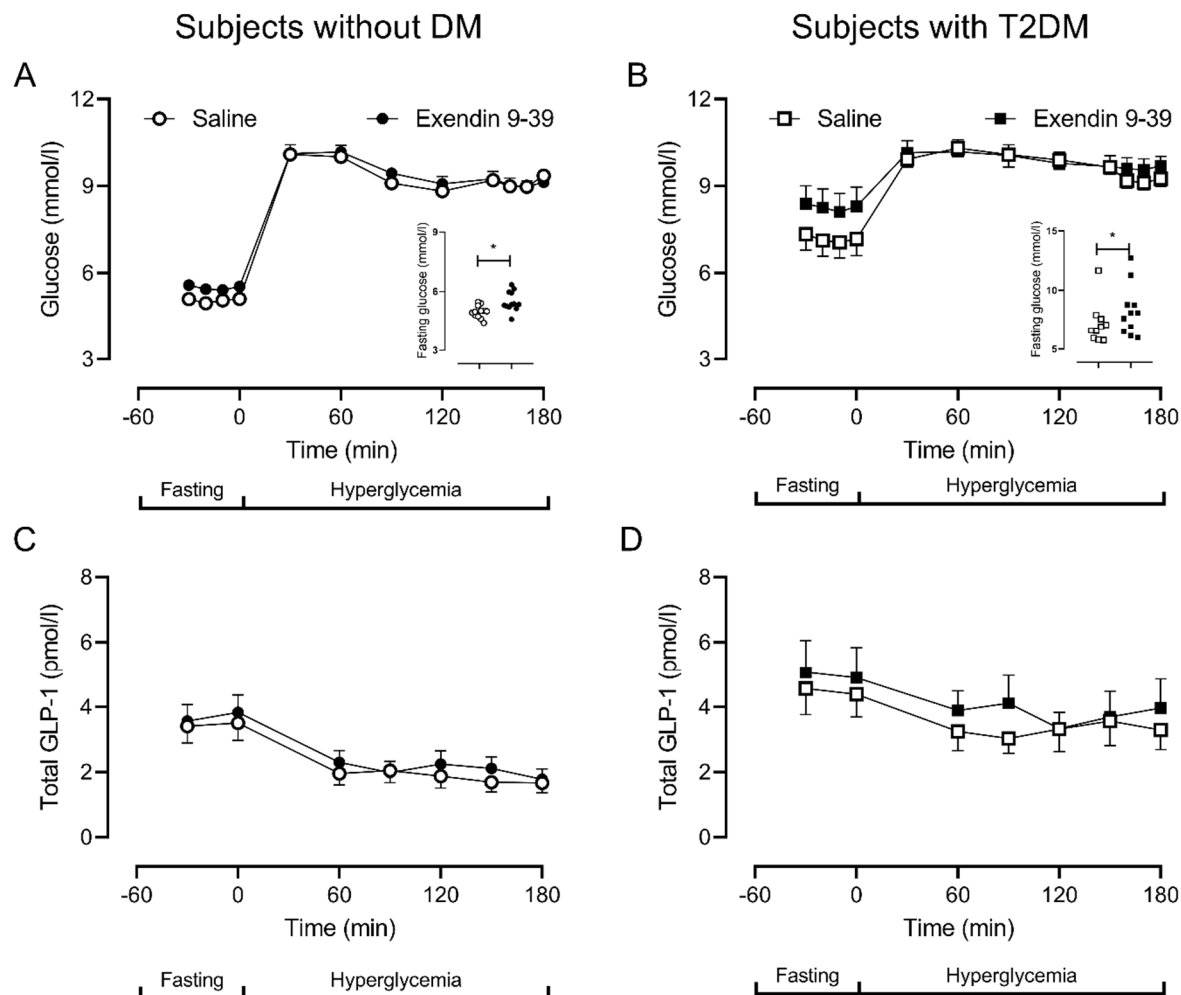 Subjects without DM
Subjects with T2DM
A
12
9
6
3
Glucose (mmol/l)
Saline
Exendin 9-39
9
6
3
Fasting glucose (mmol/l)
*
-60 0 60 120 180
Time (min)
Fasting Hyperglycemia
B
12
9
6
3
Glucose (mmol/l)
Saline
Exendin 9-39
15
10
5
Fasting glucose (mmol/l)
*
-60 0 60 120 180
Time (min)
Fasting Hyperglycemia
C
8
6
4
2
0
Total GLP-1 (pmol/l)
-60 0 60 120 180
Time (min)
Fasting Hyperglycemia
D
8
6
4
2
0
Total GLP-1 (pmol/l)
-60 0 60 120 180
Time (min)
Fasting Hyperglycemia